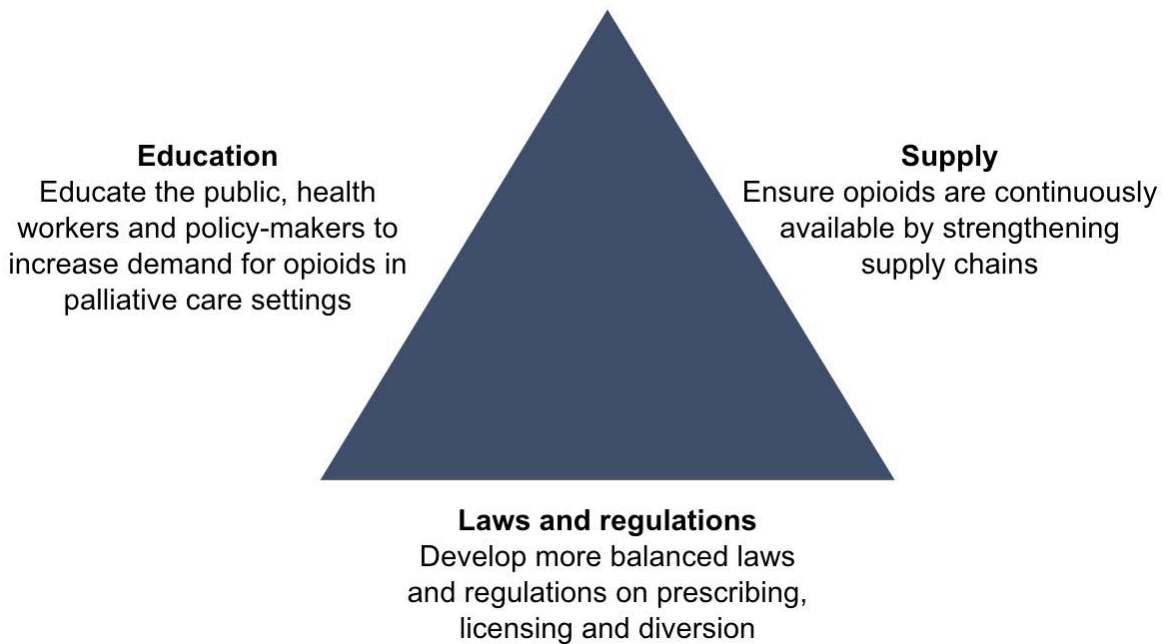 Education
Educate the public, health
workers and policy-makers to
increase demand for opioids in
palliative care settings
Supply
Ensure opioids are continuously
available by strengthening
supply chains
Laws and regulations
Develop more balanced laws
and regulations on prescribing,
licensing and diversion